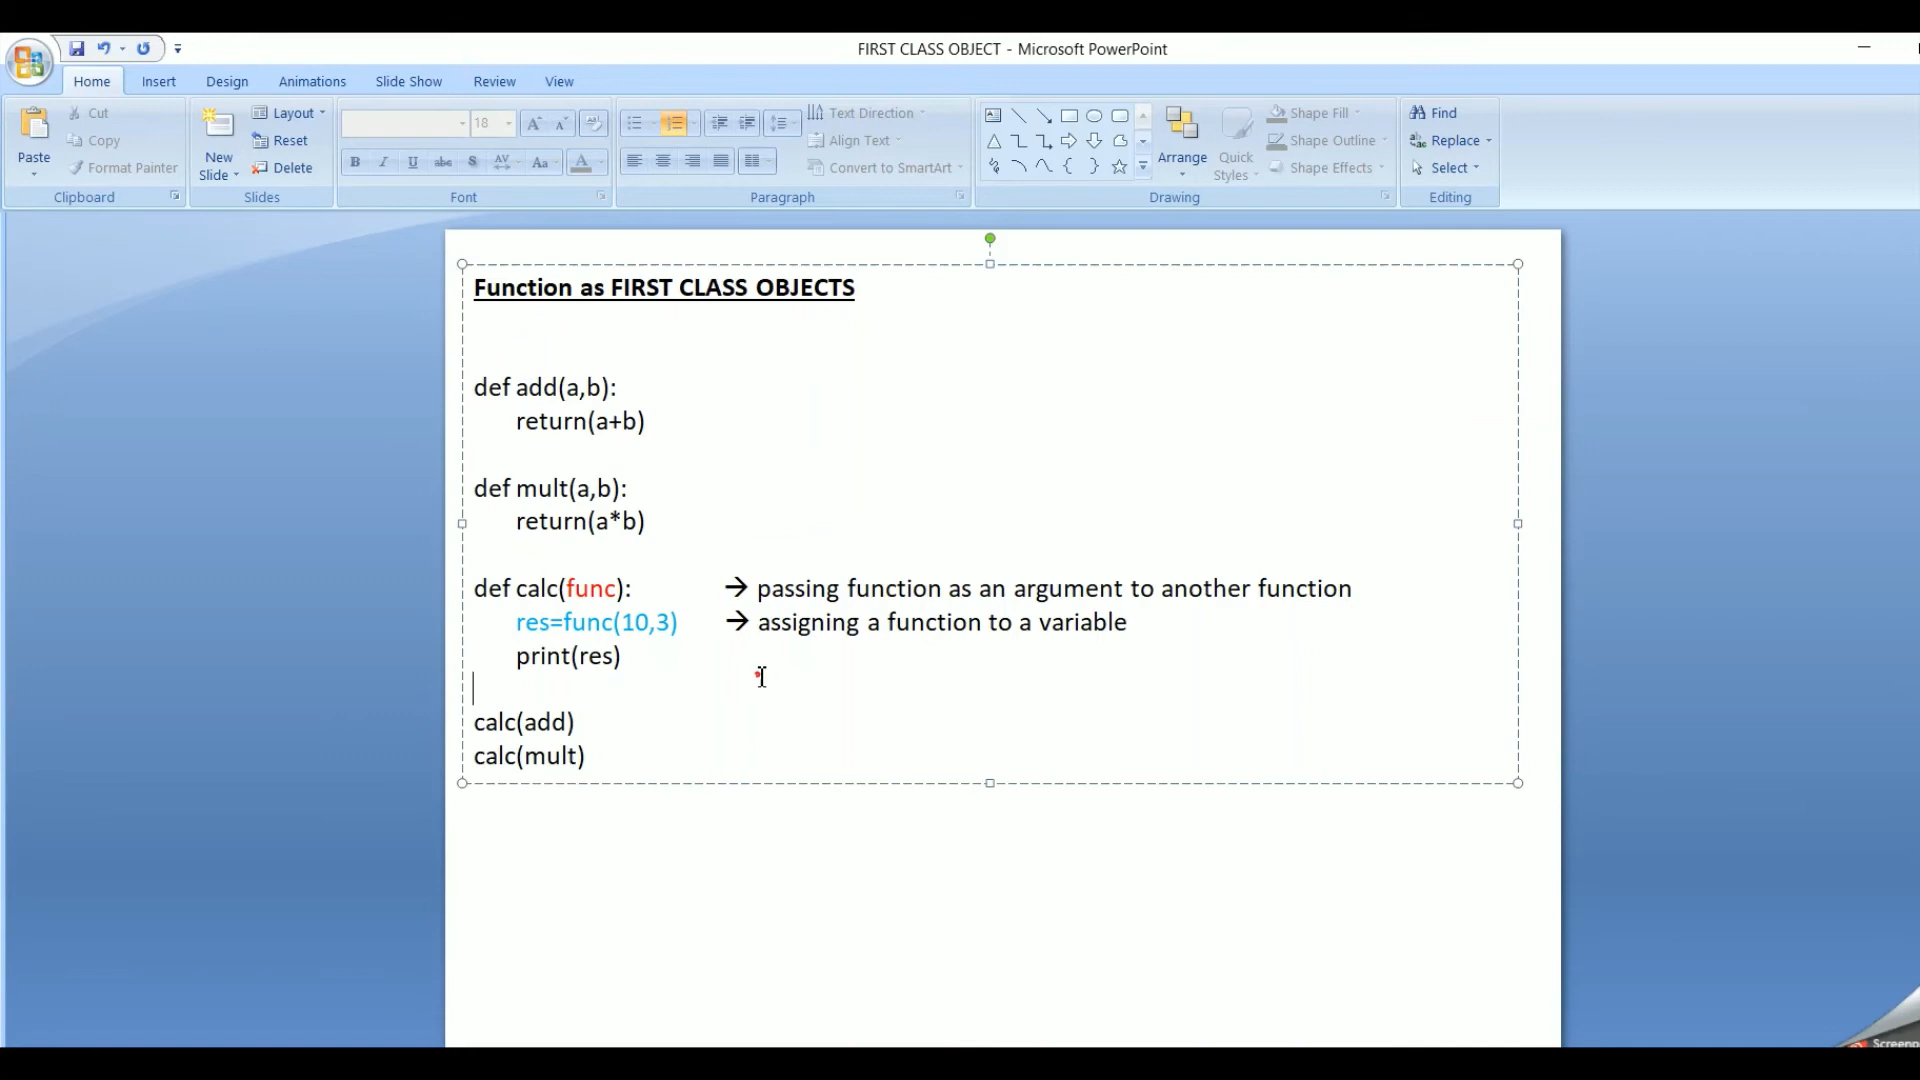 FIRST CLASS OBJECT - Microsoft PowerPoint
Home Insert Design Animations Slide Show Review View
Paste
Cut
Copy
Format Painter
Clipboard
New Slide
Layout
Reset
Delete
Slides
18
B I U abc S AV Aa A
Font
Text Direction
Align Text
Convert to SmartArt
Paragraph
Arrange
Quick Styles
Shape Fill
Shape Outline
Shape Effects
Drawing
Find
Replace
Select
Editing
Function as FIRST CLASS OBJECTS
def add(a,b):
return(a+b)
def mult(a,b):
return(a*b)
def calc(func): → passing function as an argument to another function
res=func(10,3) → assigning a function to a variable
print(res)
calc(add)
calc(mult)